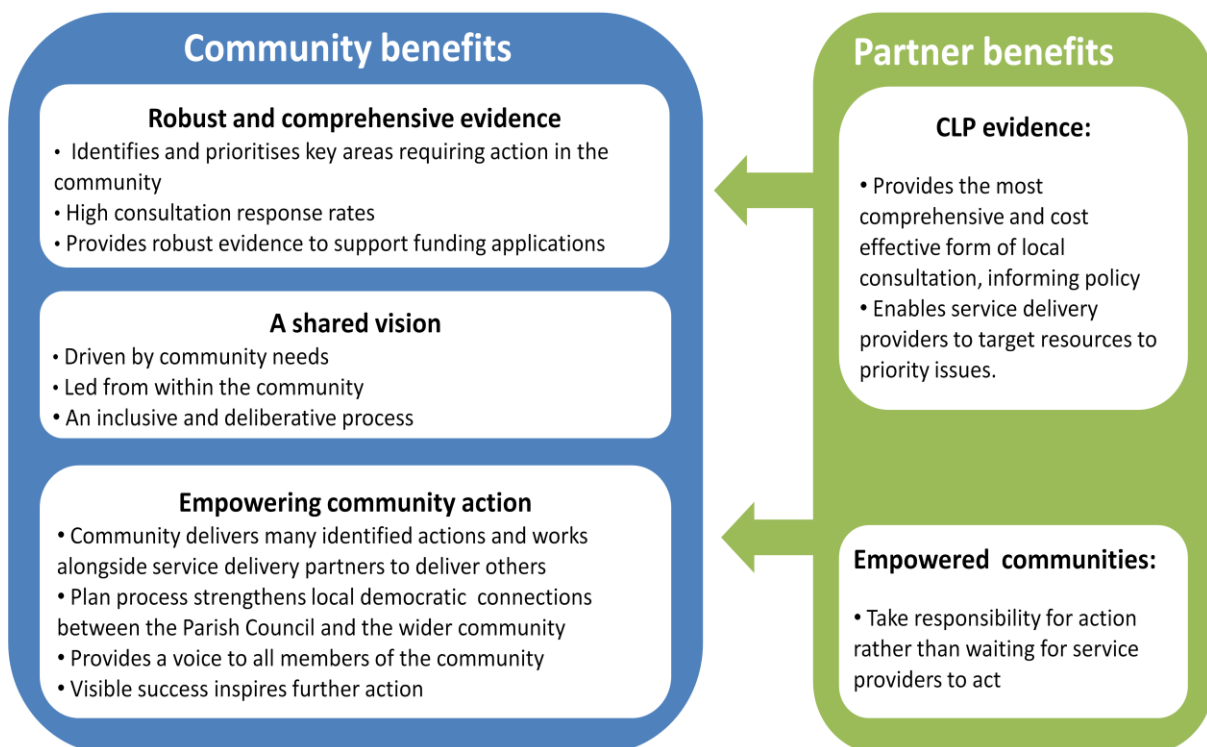 Community benefits
Robust and comprehensive evidence
• Identifies and prioritises key areas requiring action in the
community
• High consultation response rates
• Provides robust evidence to support funding applications
A shared vision
• Driven by community needs
• Led from within the community
• An inclusive and deliberative process
Empowering community action
• Community delivers many identified actions and works
alongside service delivery partners to deliver others
• Plan process strengthens local democratic connections
between the Parish Council and the wider community
• Provides a voice to all members of the community
• Visible success inspires further action
Partner benefits
CLP evidence:
• Provides the most
comprehensive and cost
effective form of local
consultation, informing policy
• Enables service delivery
providers to target resources to
priority issues.
Empowered communities:
• Take responsibility for action
rather than waiting for service
providers to act